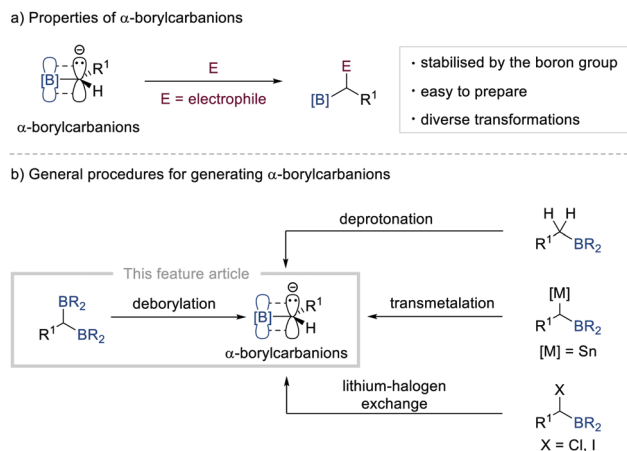 a) Properties of α-borylcarbanions
⊖
[B]
R¹
H
α-borylcarbanions
E
E = electrophile
E
[B]
R¹
· stabilised by the boron group
· easy to prepare
· diverse transformations
b) General procedures for generating α-borylcarbanions
deprotonation
H H
R¹ BR₂
This feature article
BR₂
R¹ BR₂
deborylation
⊖
[B]
R¹
H
α-borylcarbanions
transmetalation
[M]
R¹ BR₂
[M] = Sn
lithium-halogen
exchange
X
R¹ BR₂
X = Cl, I